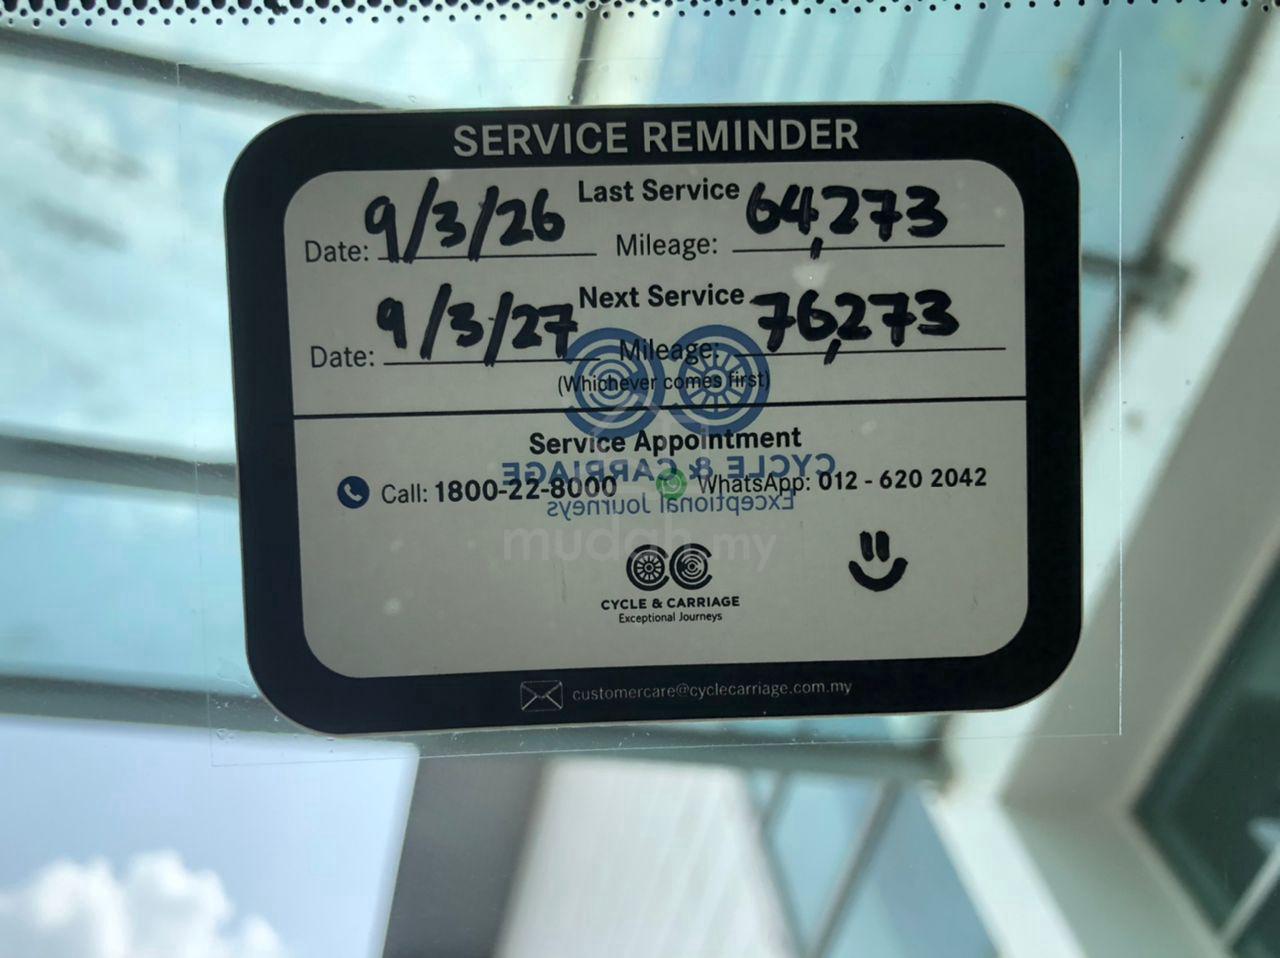 SERVICE REMINDER
Last Service
Date: 9/3/26 Mileage: 64,273
Next Service
Date: 9/3/27 Mileage: 76,273
(Whichever comes first)
Service Appointment
CYCLE & CARRIAGE
Call: 1800-22-8000 WhatsApp: 012 - 620 2042
Exceptional Journeys
mudah.my
CYCLE & CARRIAGE
Exceptional Journeys
customercare@cyclecarriage.com.my